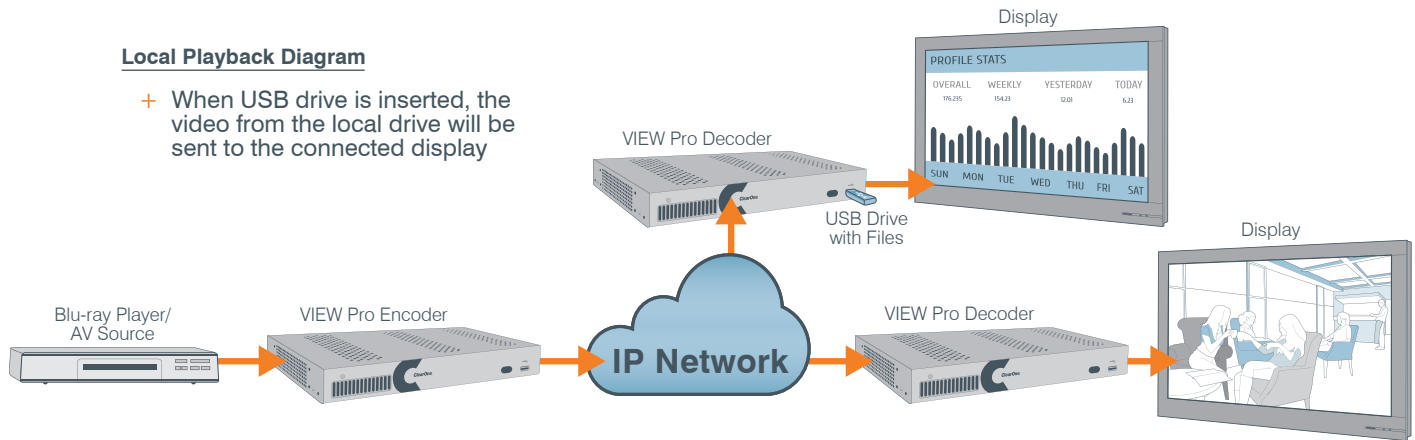 Local Playback Diagram
+ When USB drive is inserted, the
video from the local drive will be
sent to the connected display
Display
PROFILE STATS
OVERALL WEEKLY YESTERDAY TODAY
176.235 154.23 12.01 6.23
SUN MON TUE WED THU FRI SAT
VIEW Pro Decoder
ClearOne
USB Drive
with Files
Display
Blu-ray Player/
AV Source
VIEW Pro Encoder
ClearOne
IP Network
VIEW Pro Decoder
ClearOne